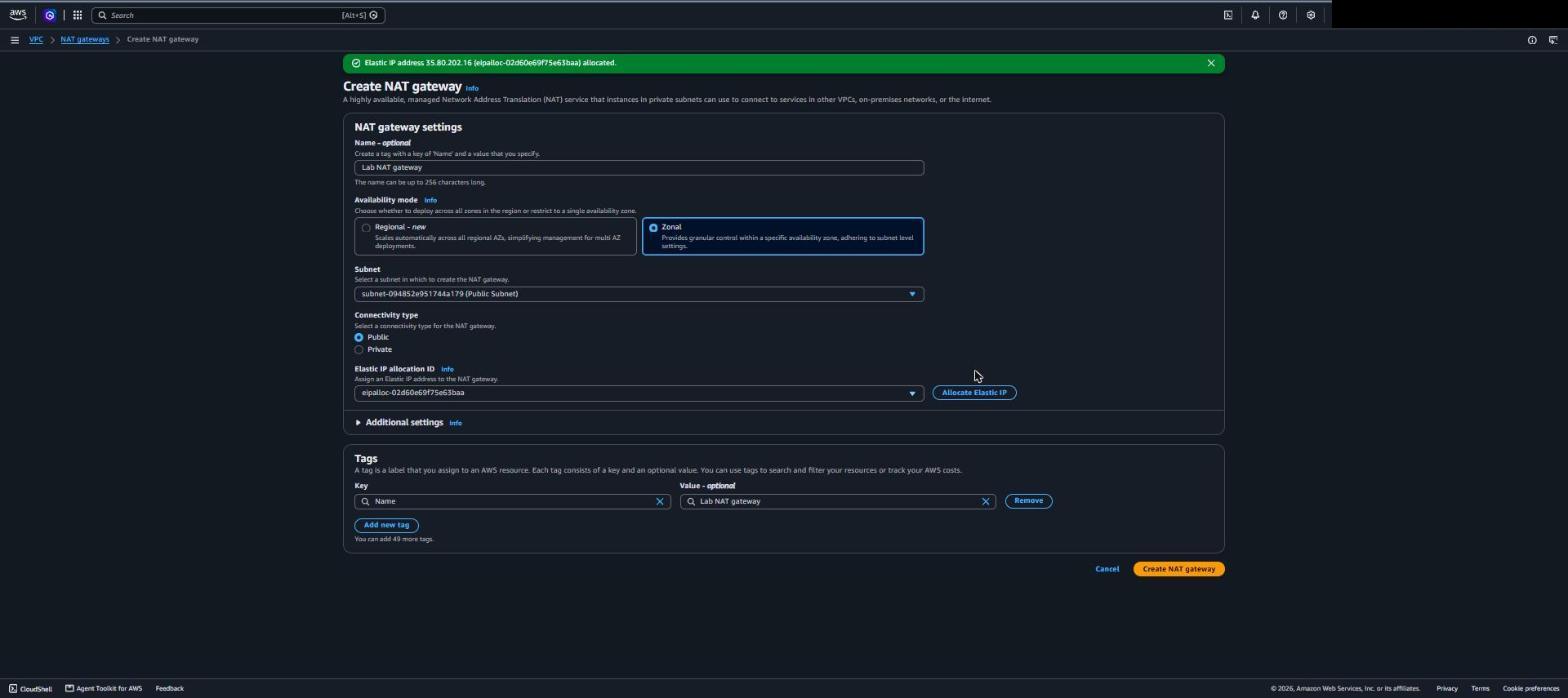 aws
Search [Alt+S]
VPC > NAT gateways > Create NAT gateway
Elastic IP address 35.80.202.16 (eipalloc-02d60e69f75e63baa) allocated.
Create NAT gateway Info
A highly available, managed Network Address Translation (NAT) service that instances in private subnets can use to connect to services in other VPCs, on-premises networks, or the internet.
NAT gateway settings
Name - optional
Create a tag with a key of 'Name' and a value that you specify.
Lab NAT gateway
The name can be up to 256 characters long.
Availability mode Info
Choose whether to deploy across all zones in the region or restrict to a single availability zone.
Regional - new
Scales automatically across all regional AZs, simplifying management for multi AZ
deployments.
Zonal
Provides granular control within a specific availability zone, adhering to subnet level
settings.
Subnet
Select a subnet in which to create the NAT gateway.
subnet-094852e951744a179 (Public Subnet)
Connectivity type
Select a connectivity type for the NAT gateway.
Public
Private
Elastic IP allocation ID Info
Assign an Elastic IP address to the NAT gateway.
eipalloc-02d60e69f75e63baa
Allocate Elastic IP
Additional settings Info
Tags
A tag is a label that you assign to an AWS resource. Each tag consists of a key and an optional value. You can use tags to search and filter your resources or track your AWS costs.
Key Value - optional
Name Lab NAT gateway Remove
Add new tag
You can add 49 more tags.
Cancel Create NAT gateway
CloudShell Agent Toolkit for AWS Feedback © 2026, Amazon Web Services, Inc. or its affiliates. Privacy Terms Cookie preferences